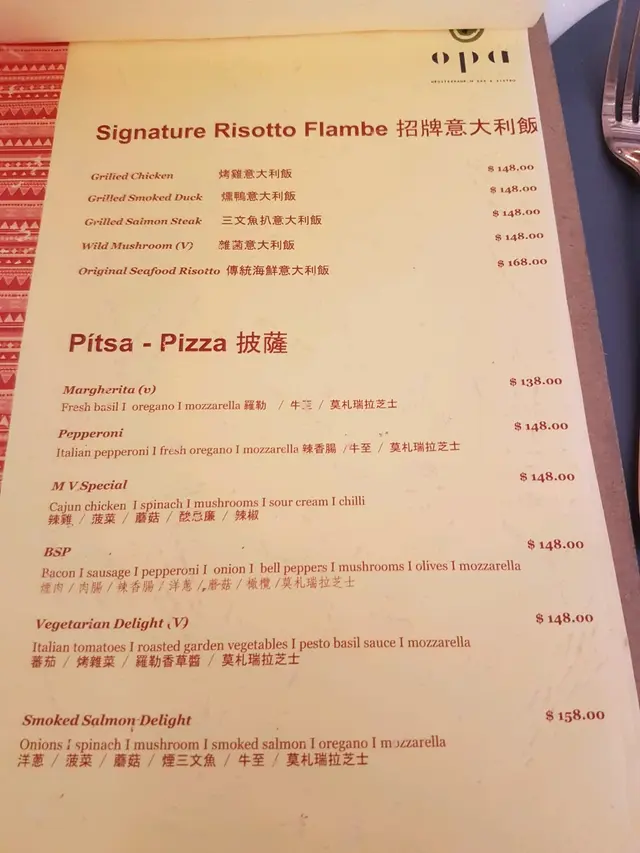 opa
Signature Risotto Flambe 招牌意大利飯
Grilled Chicken 烤雞意大利飯 $ 148.00
Grilled Smoked Duck 燻鴨意大利飯 $ 148.00
Grilled Salmon Steak 三文魚扒意大利飯 $ 148.00
Wild Mushroom (V) 雜菌意大利飯 $ 148.00
Original Seafood Risotto 傳統海鮮意大利飯 $ 168.00
Pítsa - Pizza 披薩
Margherita (v) $ 138.00
Fresh basil I oregano I mozzarella 羅勒 / 牛至 / 莫札瑞拉芝士
Pepperoni $ 148.00
Italian pepperoni I fresh oregano I mozzarella 辣香腸 /牛至 / 莫札瑞拉芝士
M V Special $ 148.00
Cajun chicken I spinach I mushrooms I sour cream I chilli
辣雞 / 菠菜 / 蘑菇 / 酸忌廉 / 辣椒
BSP $ 148.00
Bacon I sausage I pepperoni I onion I bell peppers I mushrooms I olives I mozzarella
煙肉 / 肉腸 / 辣香腸 / 洋蔥 / 蘑菇 / 橄欖 /莫札瑞拉芝士
Vegetarian Delight (V) $ 148.00
Italian tomatoes I roasted garden vegetables I pesto basil sauce I mozzarella
蕃茄 / 烤雜菜 / 羅勒香草醬 / 莫札瑞拉芝士
Smoked Salmon Delight $ 158.00
Onions I spinach I mushroom I smoked salmon I oregano I mozzarella
洋蔥 / 菠菜 / 蘑菇 / 煙三文魚 / 牛至 / 莫札瑞拉芝士